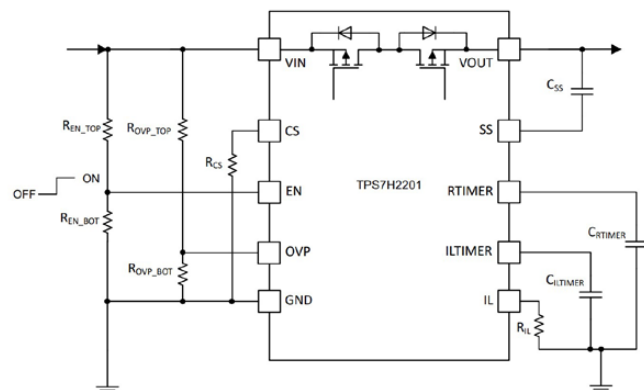 VIN
VOUT
C_SS
R_EN_TOP
R_OVP_TOP
CS
SS
R_CS
OFF
ON
EN
TPS7H2201
RTIMER
R_EN_BOT
C_RTIMER
OVP
ILTIMER
R_OVP_BOT
C_ILTIMER
GND
IL
R_IL